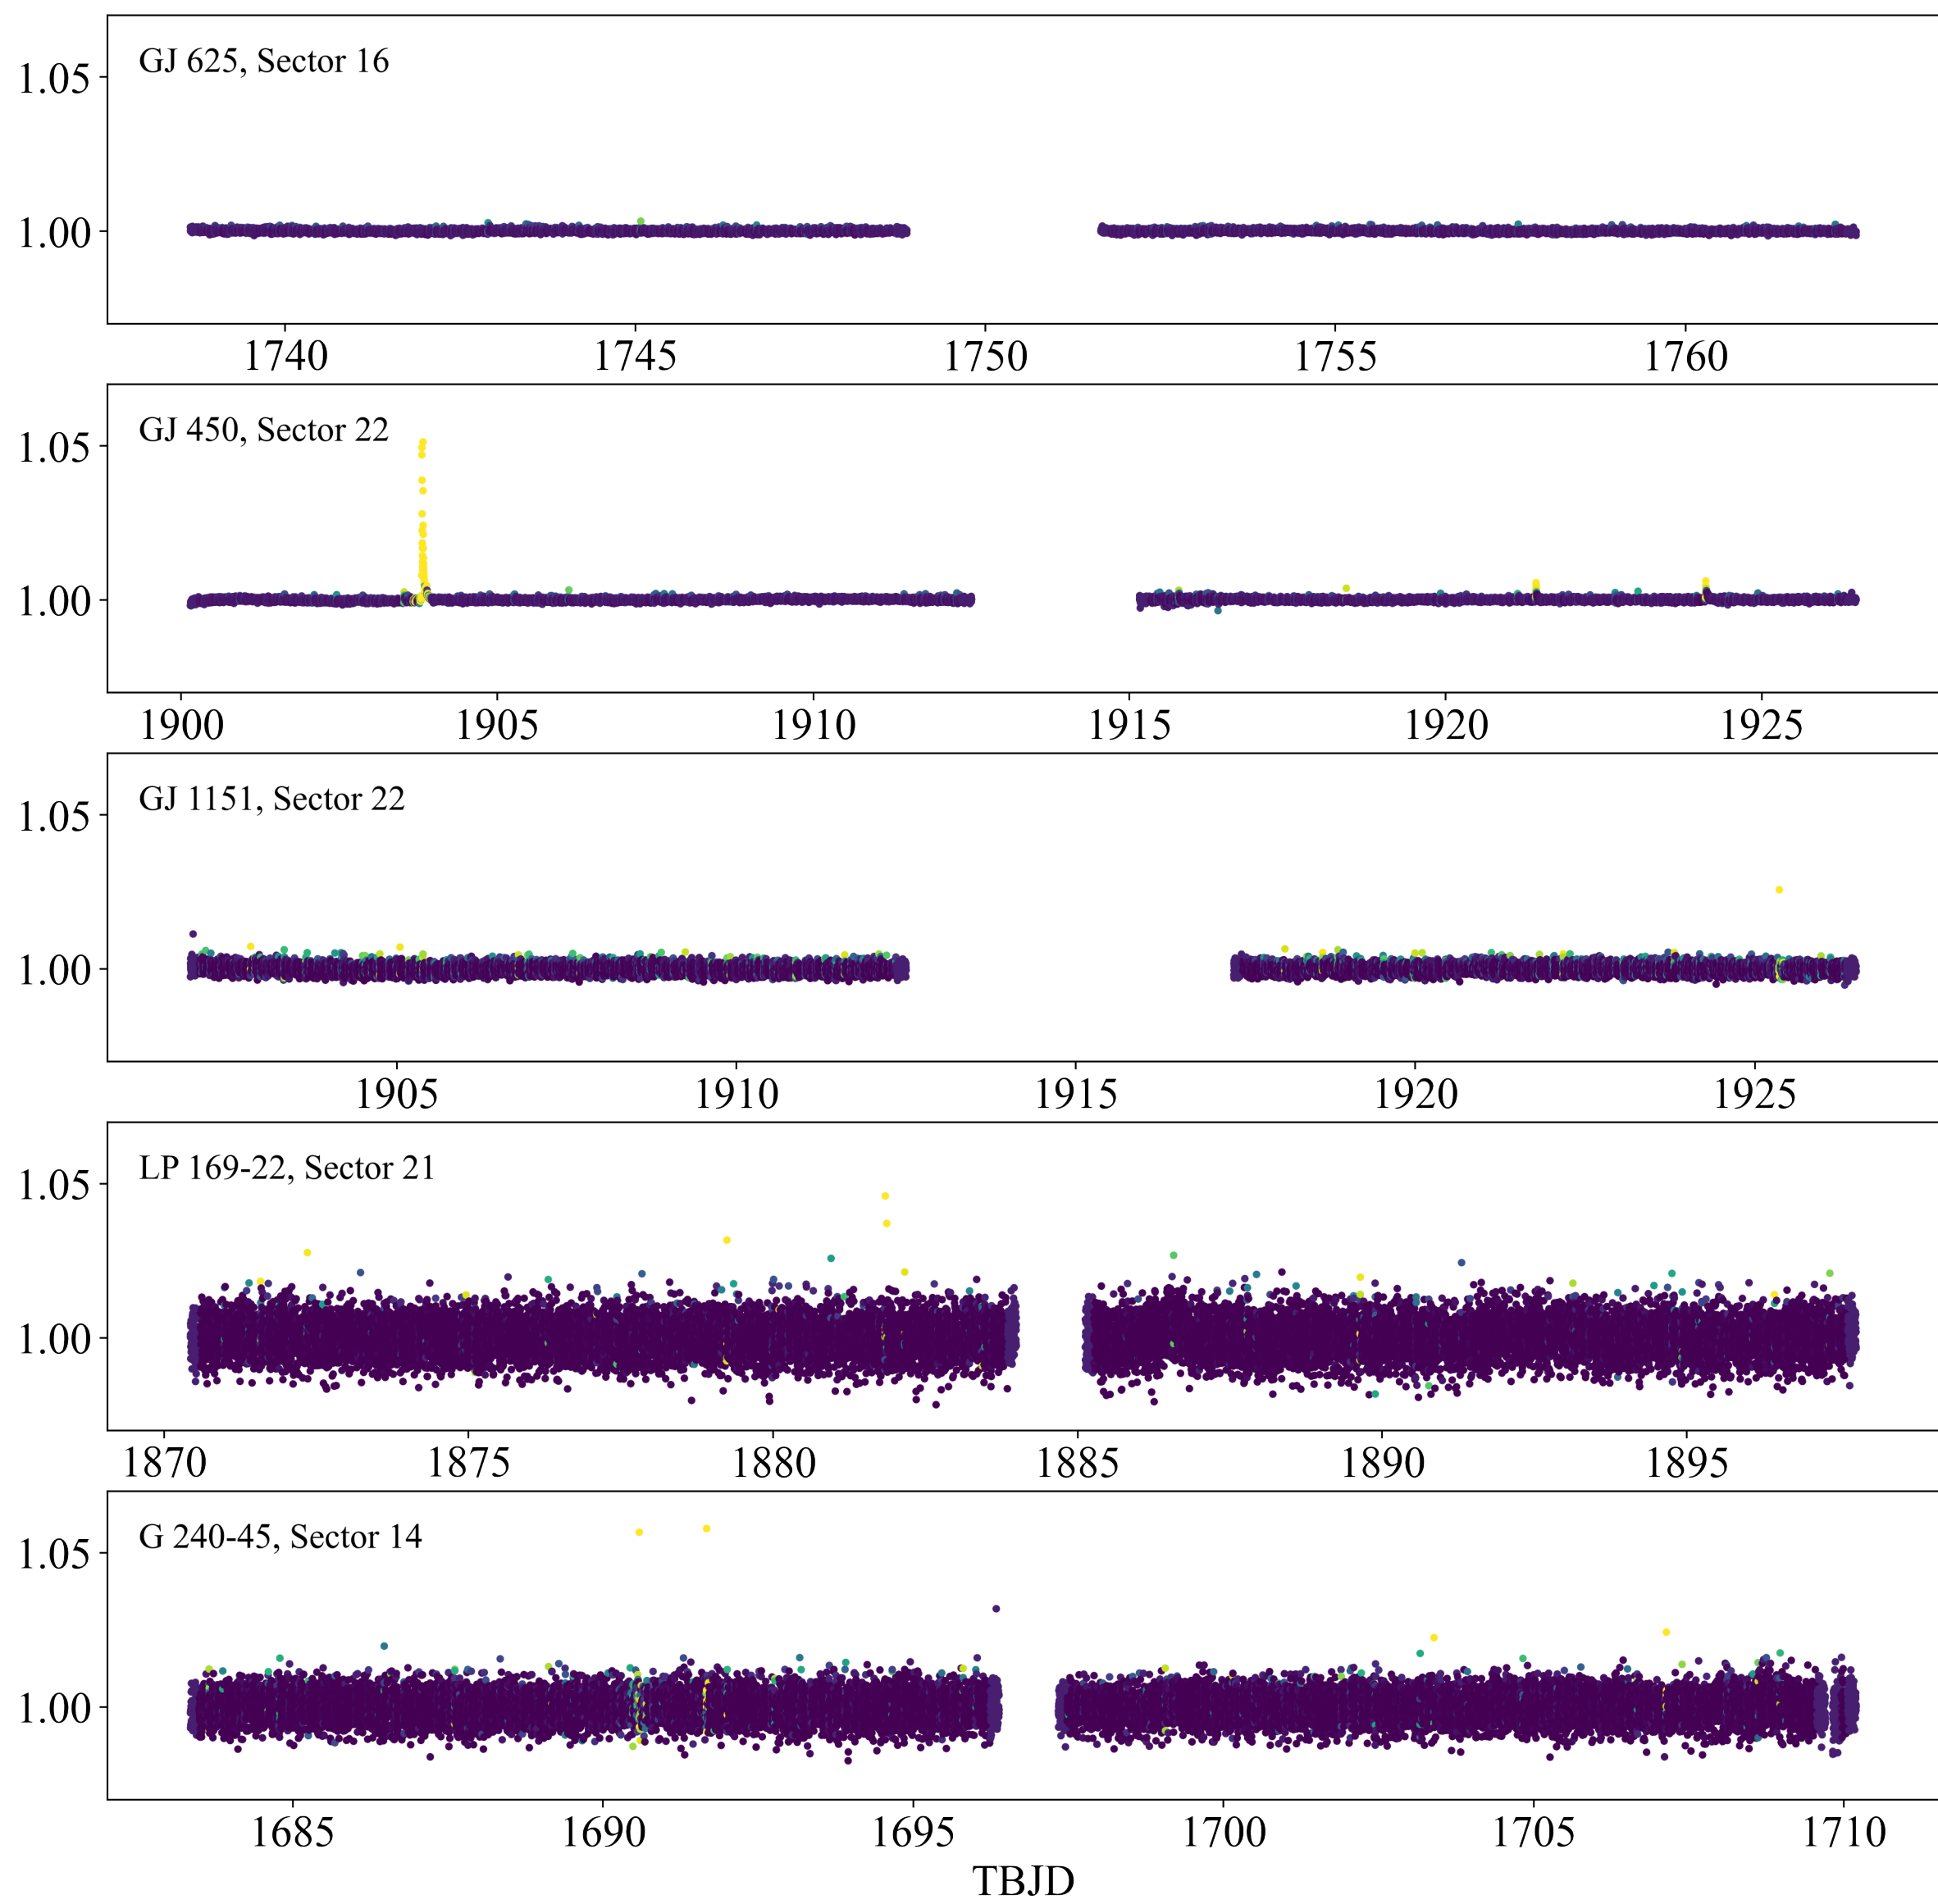 GJ 625, Sector 16
1.05
1.00
1740 1745 1750 1755 1760
GJ 450, Sector 22
1.05
1.00
1900 1905 1910 1915 1920 1925
GJ 1151, Sector 22
1.05
1.00
1905 1910 1915 1920 1925
LP 169-22, Sector 21
1.05
1.00
1870 1875 1880 1885 1890 1895
G 240-45, Sector 14
1.05
1.00
1685 1690 1695 1700 1705 1710
TBJD